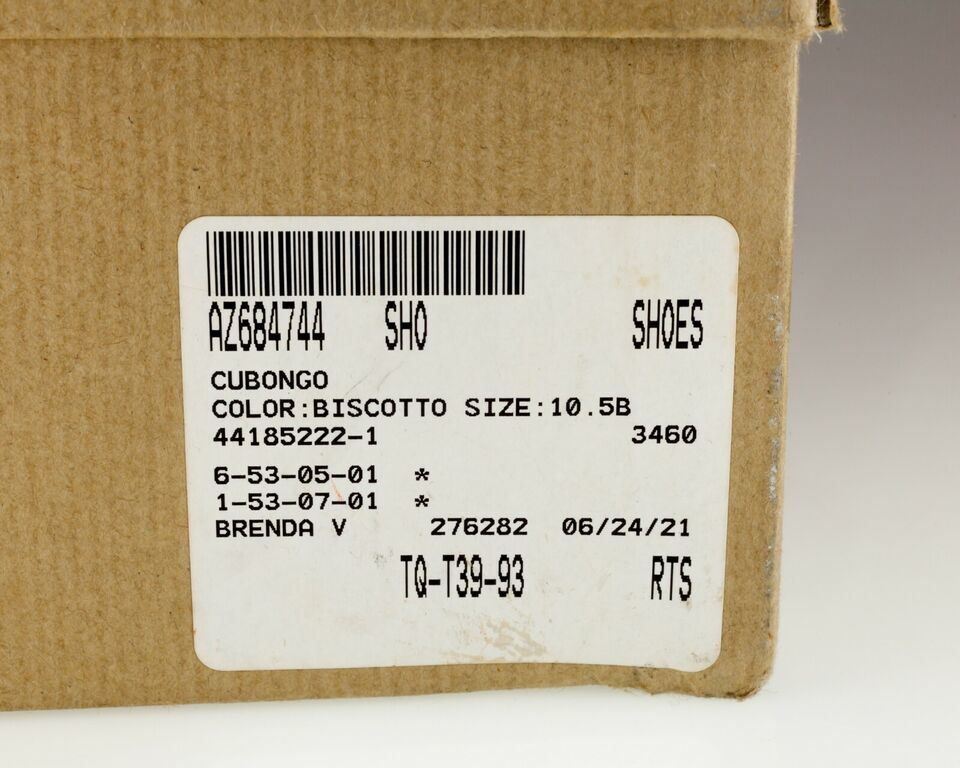 AZ684744 SHO SHOES
CUBONGO
COLOR:BISCOTTO SIZE:10.5B
44185222-1 3460
6-53-05-01 *
1-53-07-01 *
BRENDA V 276282 06/24/21
TQ-T39-93 RTS